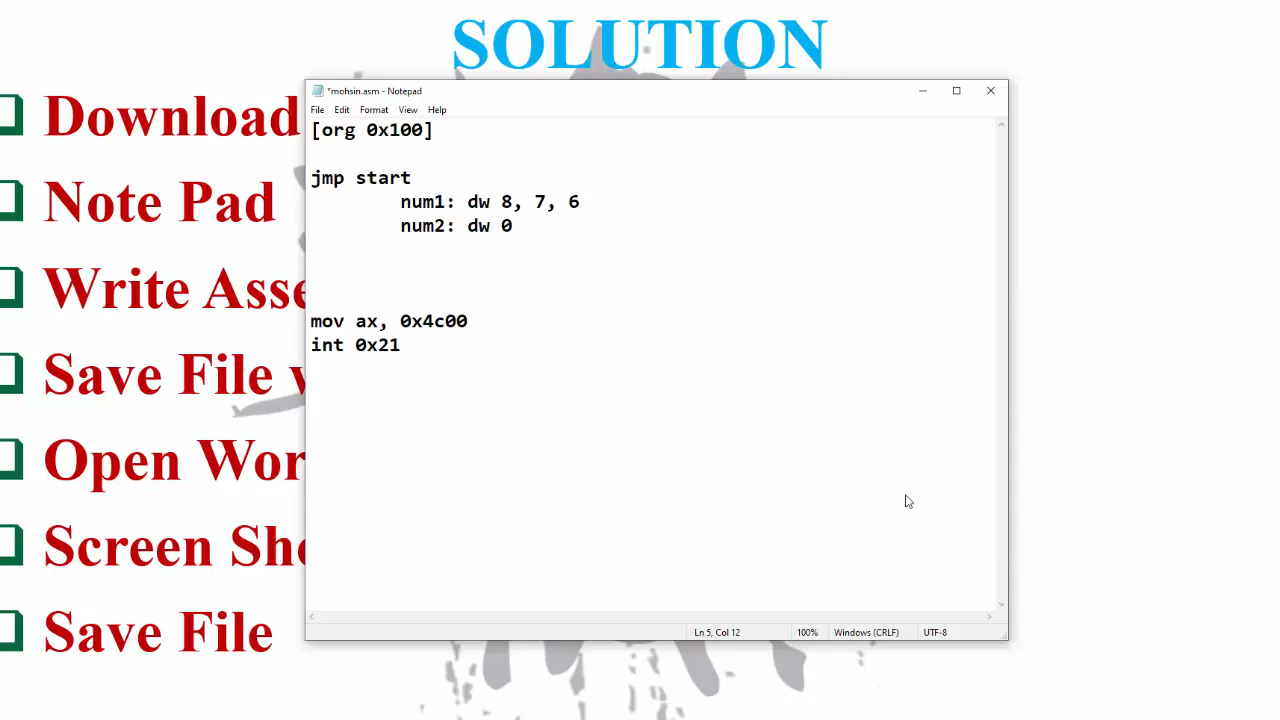 SOLUTION
*mohsin.asm - Notepad
File Edit Format View Help
[org 0x100]
jmp start
num1: dw 8, 7, 6
num2: dw 0
mov ax, 0x4c00
int 0x21
Ln 5, Col 12 100% Windows (CRLF) UTF-8
Download
Note Pad
Write Asse
Save File
Open Wor
Screen Sho
Save File